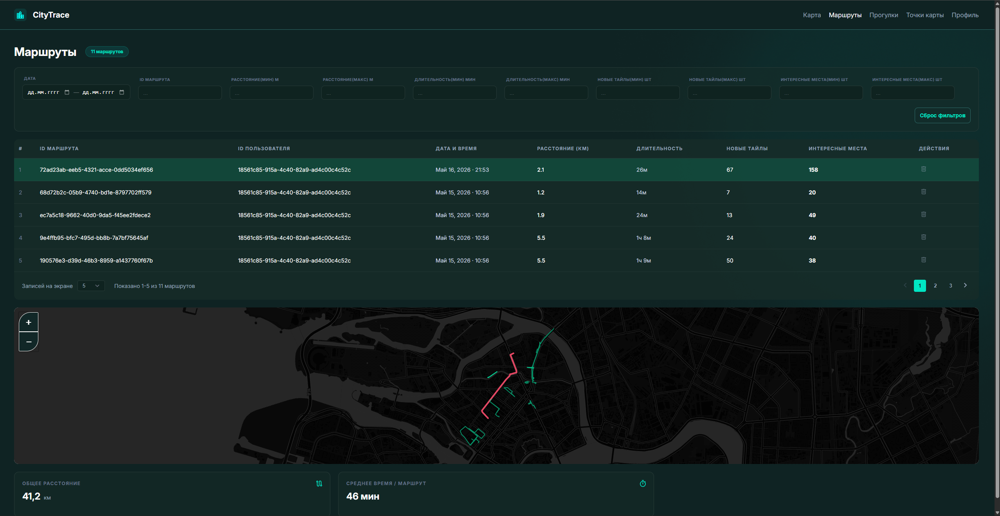 CityTrace
Карта Маршруты Прогулки Точки карты Профиль
Маршруты 11 маршрутов
ДАТА ID МАРШРУТА РАССТОЯНИЕ(МИН) М РАССТОЯНИЕ(МАКС) М ДЛИТЕЛЬНОСТЬ(МИН) МИН ДЛИТЕЛЬНОСТЬ(МАКС) МИН НОВЫЕ ТАЙЛЫ(МИН) ШТ НОВЫЕ ТАЙЛЫ(МАКС) ШТ ИНТЕРЕСНЫЕ МЕСТА(МИН) ШТ ИНТЕРЕСНЫЕ МЕСТА(МАКС) ШТ
дд.мм.гггг — дд.мм.гггг ... ... ... ... ... ... ... ... ...
Сброс фильтров
# ID МАРШРУТА ID ПОЛЬЗОВАТЕЛЯ ДАТА И ВРЕМЯ РАССТОЯНИЕ (КМ) ДЛИТЕЛЬНОСТЬ НОВЫЕ ТАЙЛЫ ИНТЕРЕСНЫЕ МЕСТА ДЕЙСТВИЯ
1 72ad23ab-eeb5-4321-acce-0dd5034ef656 18561c85-915a-4c40-82a9-ad4c00c4c52c Май 16, 2026 · 21:53 2.1 26м 67 158
2 68d72b2c-05b9-4740-bd1e-8797702ff579 18561c85-915a-4c40-82a9-ad4c00c4c52c Май 15, 2026 · 10:56 1.2 14м 7 20
3 ec7a5c18-9662-40d0-9da5-f45ee2fdece2 18561c85-915a-4c40-82a9-ad4c00c4c52c Май 15, 2026 · 10:56 1.9 24м 13 49
4 9e4ffb95-bfc7-495d-bb8b-7a7bf75645af 18561c85-915a-4c40-82a9-ad4c00c4c52c Май 15, 2026 · 10:56 5.5 1ч 8м 24 40
5 190576e3-d39d-46b3-8959-a1437760f67b 18561c85-915a-4c40-82a9-ad4c00c4c52c Май 15, 2026 · 10:56 5.5 1ч 9м 50 38
Записей на экране 5 Показано 1-5 из 11 маршрутов 1 2 3
+
−
ЗСД
ОБЩЕЕ РАССТОЯНИЕ
41,2 км
СРЕДНЕЕ ВРЕМЯ / МАРШРУТ
46 мин